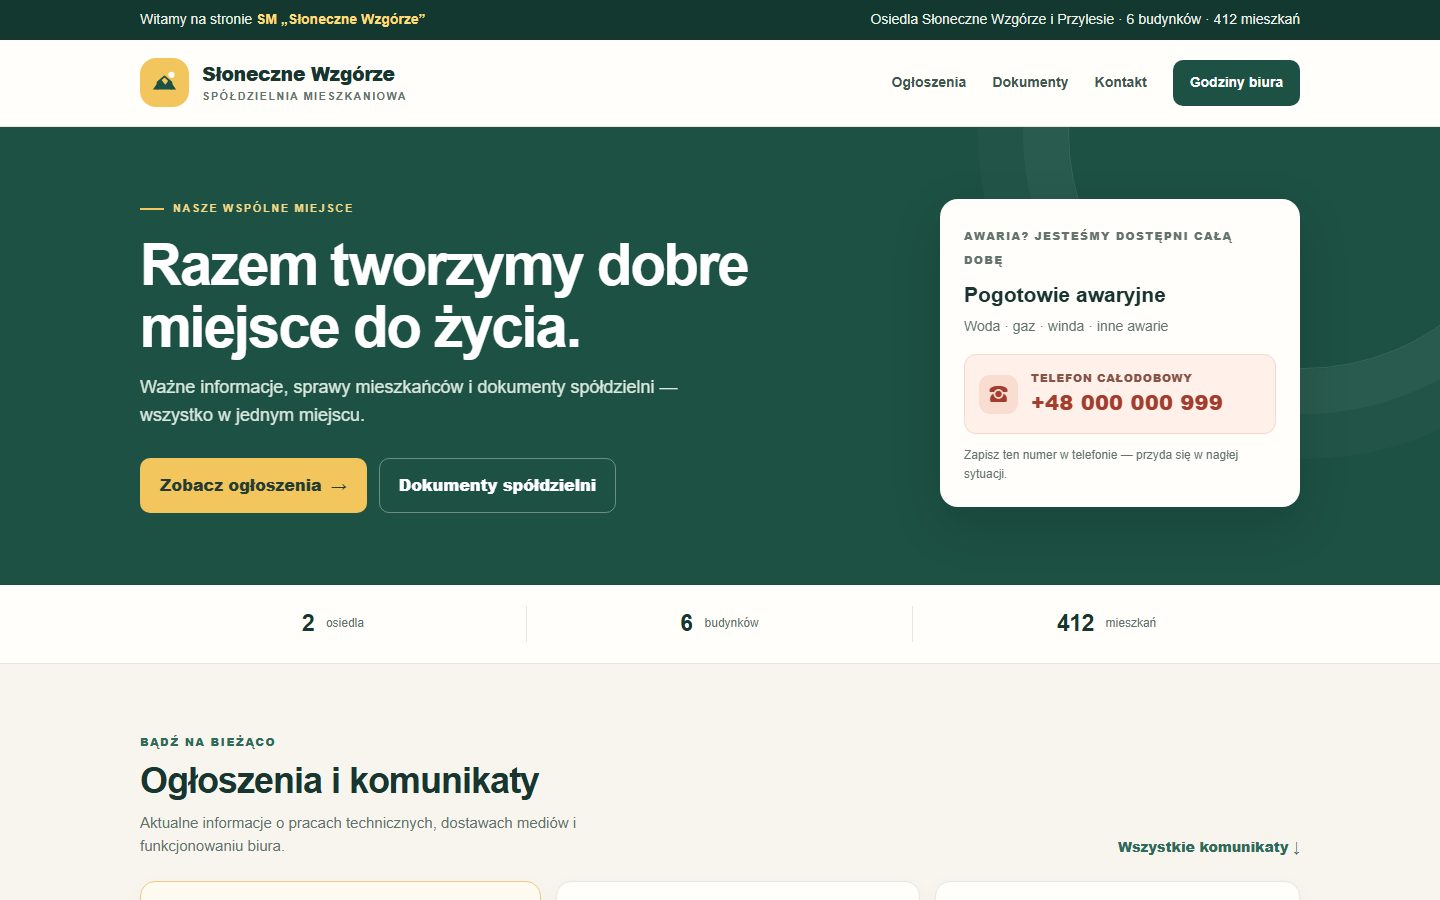 Witamy na stronie SM „Słoneczne Wzgórze”
Osiedla Słoneczne Wzgórze i Przylesie · 6 budynków · 412 mieszkań
Słoneczne Wzgórze
SPÓŁDZIELNIA MIESZKANIOWA
Ogłoszenia
Dokumenty
Kontakt
Godziny biura
NASZE WSPÓLNE MIEJSCE
Razem tworzymy dobre
miejsce do życia.
Ważne informacje, sprawy mieszkańców i dokumenty spółdzielni —
wszystko w jednym miejscu.
Zobacz ogłoszenia →
Dokumenty spółdzielni
AWARIA? JESTEŚMY DOSTĘPNI CAŁĄ
DOBĘ
Pogotowie awaryjne
Woda · gaz · winda · inne awarie
TELEFON CAŁODOBOWY
+48 000 000 999
Zapisz ten numer w telefonie — przyda się w nagłej
sytuacji.
2 osiedla
6 budynków
412 mieszkań
BĄDŹ NA BIEŻĄCO
Ogłoszenia i komunikaty
Aktualne informacje o pracach technicznych, dostawach mediów i
funkcjonowaniu biura.
Wszystkie komunikaty ↓